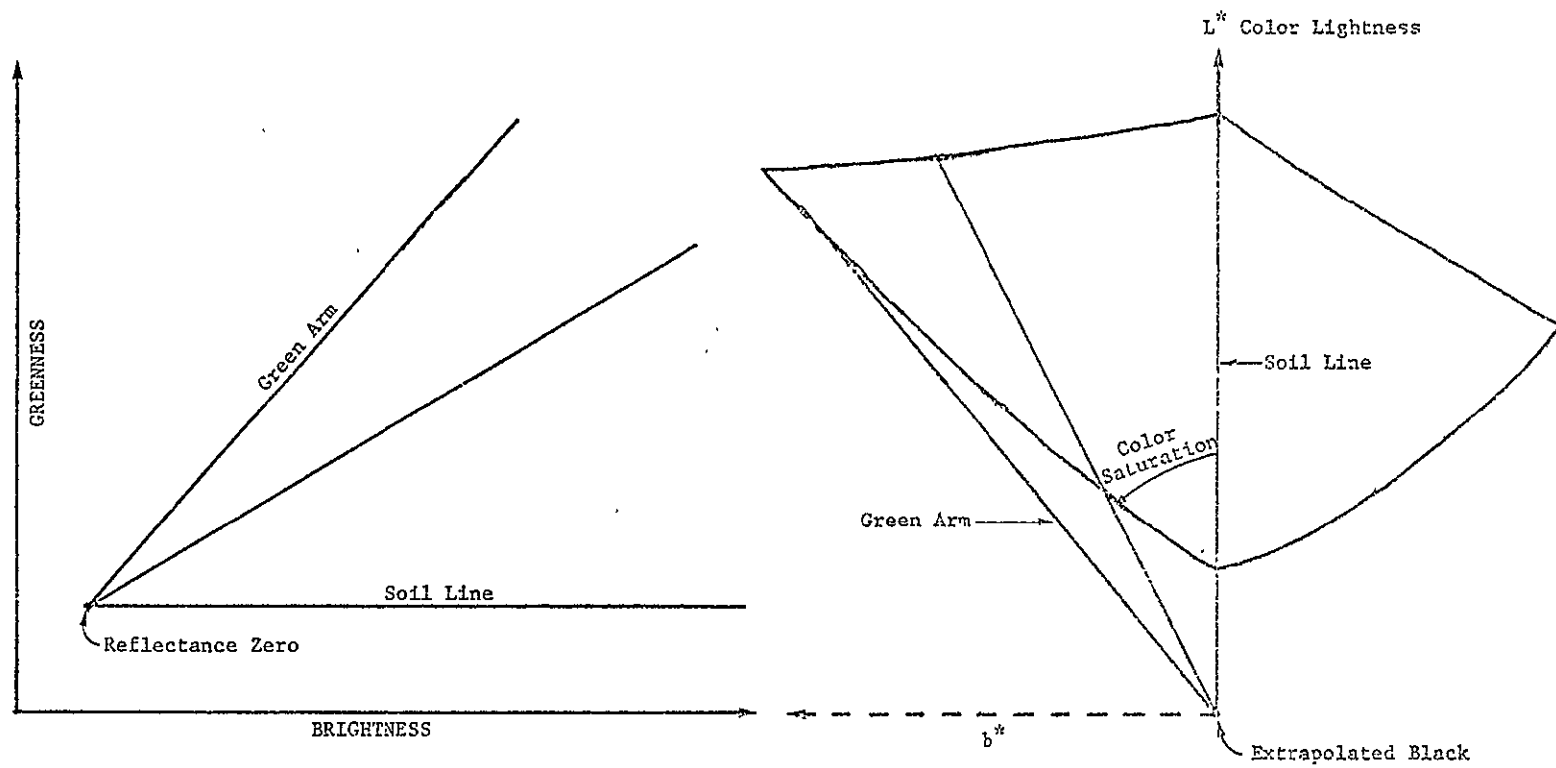 L* Color Lightness
GREENNESS
Green Arm
Soil Line
Reflectance Zero
BRIGHTNESS
Soil Line
Color
Saturation
Green Arm
b*
Extrapolated Black